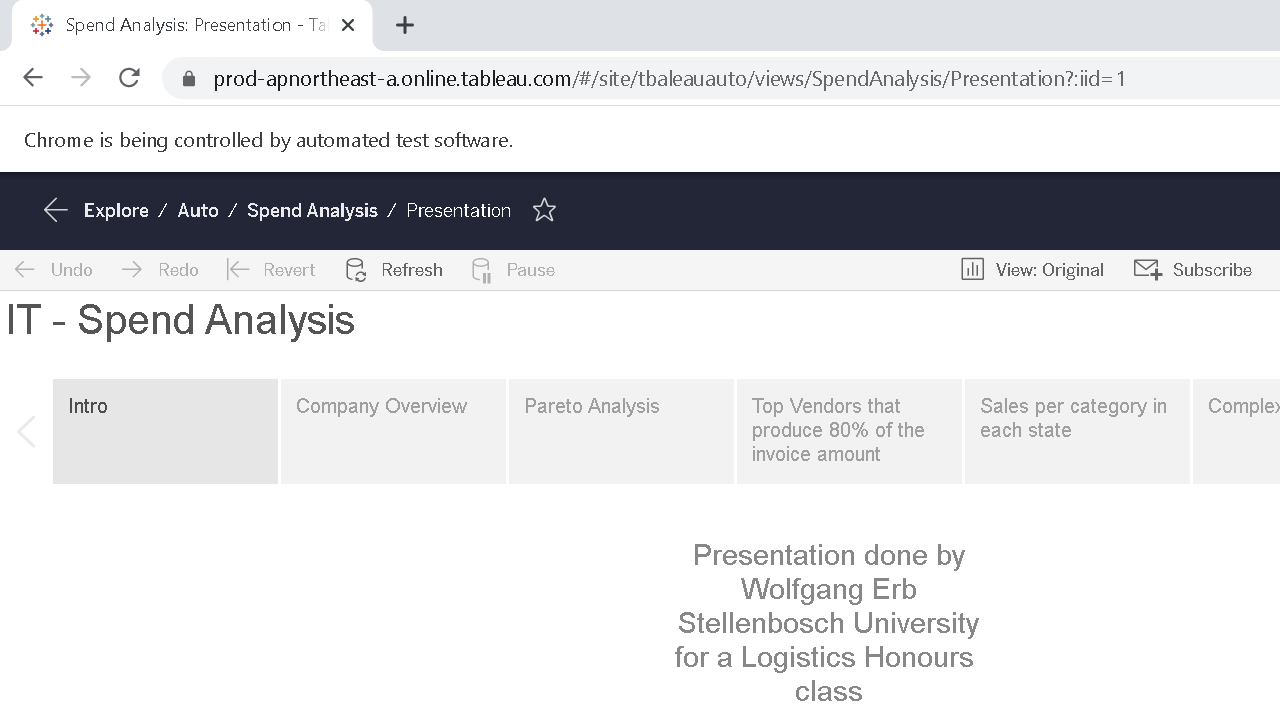 Spend Analysis: Presentation - Ta
prod-apnortheast-a.online.tableau.com/#/site/tbaleauauto/views/SpendAnalysis/Presentation?:iid=1
Chrome is being controlled by automated test software.
Explore / Auto / Spend Analysis / Presentation
Undo Redo Revert Refresh Pause View: Original Subscribe
IT - Spend Analysis
Intro
Company Overview
Pareto Analysis
Top Vendors that
produce 80% of the
invoice amount
Sales per category in
each state
Complex
Presentation done by
Wolfgang Erb
Stellenbosch University
for a Logistics Honours
class